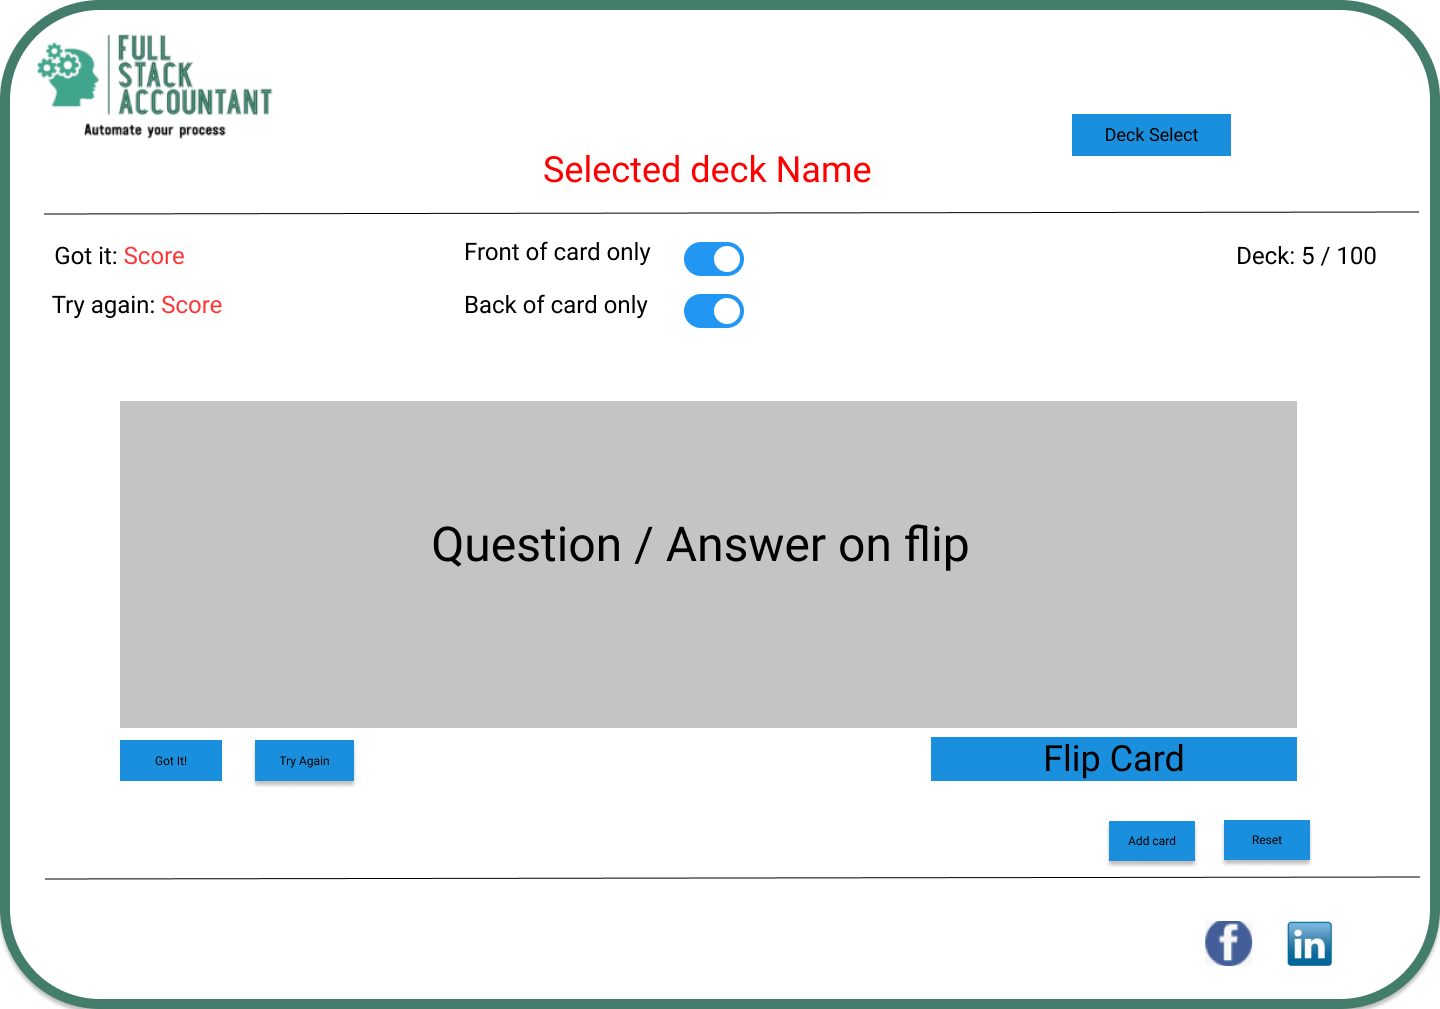 FULL
STACK
ACCOUNTANT
Automate your process
Deck Select
Selected deck Name
Got it: Score
Front of card only
Deck: 5 / 100
Try again: Score
Back of card only
Question / Answer on flip
Got It!
Try Again
Flip Card
Add card
Reset
f
in